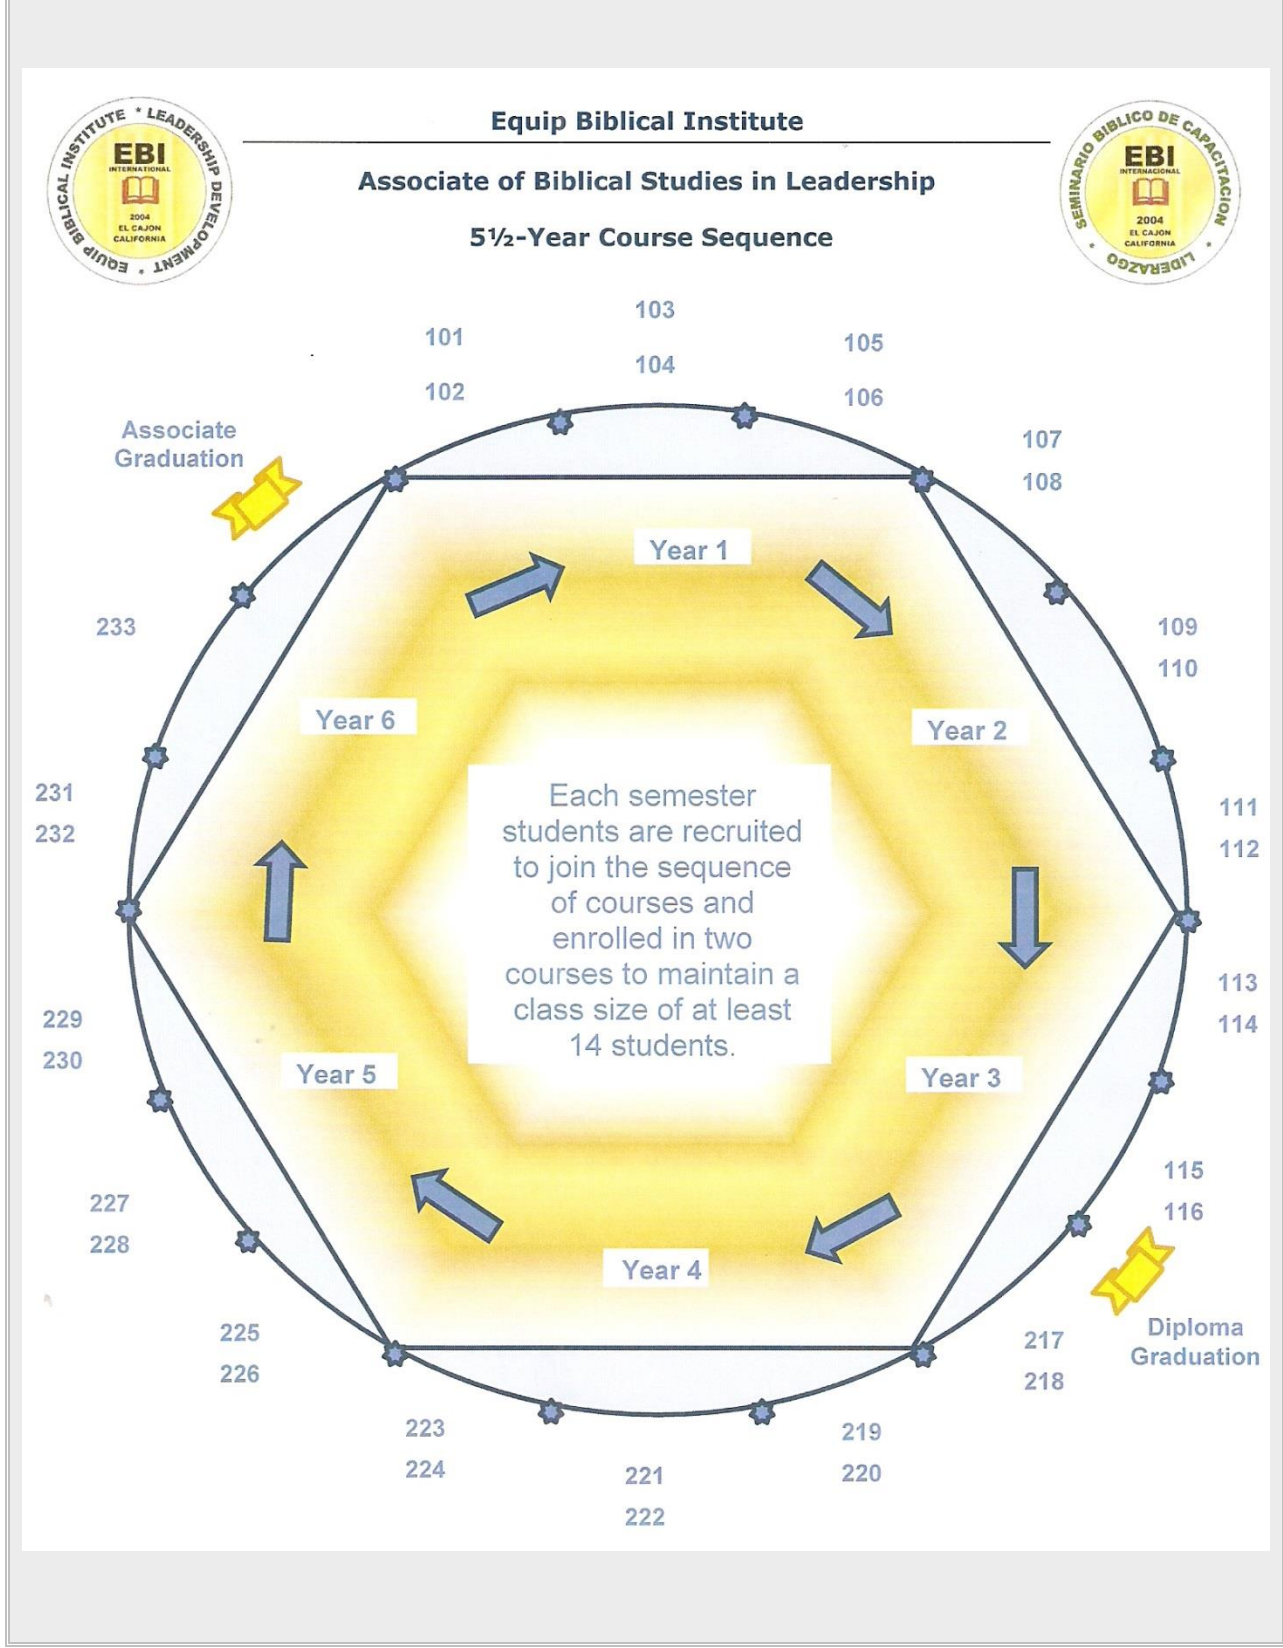 EQUIP BIBLICAL INSTITUTE * LEADERSHIP DEVELOPMENT *
EBI
INTERNATIONAL
2004
EL CAJON
CALIFORNIA
Equip Biblical Institute
Associate of Biblical Studies in Leadership
5½-Year Course Sequence
SEMINARIO BIBLICO DE CAPACITACION * LIDERAZGO *
EBI
INTERNACIONAL
2004
EL CAJON
CALIFORNIA
101
102
103
104
105
106
107
108
109
110
111
112
113
114
115
116
Diploma
Graduation
217
218
219
220
221
222
223
224
225
226
227
228
229
230
231
232
233
Associate
Graduation
Year 1
Year 2
Year 3
Year 4
Year 5
Year 6
Each semester
students are recruited
to join the sequence
of courses and
enrolled in two
courses to maintain a
class size of at least
14 students.